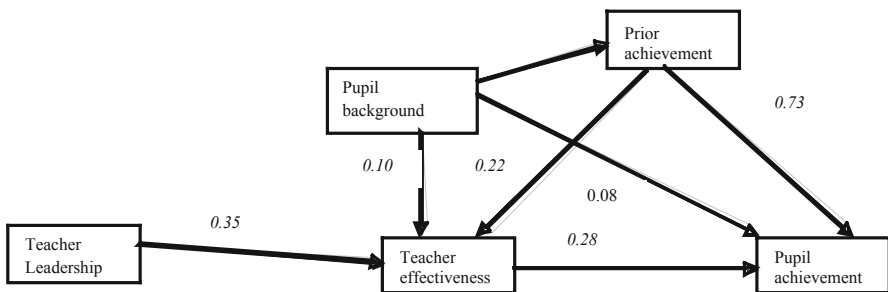 Prior
achievement
Pupil
background
0.73
0.10
0.22
0.08
0.35
0.28
Teacher
Leadership
Teacher
effectiveness
Pupil
achievement